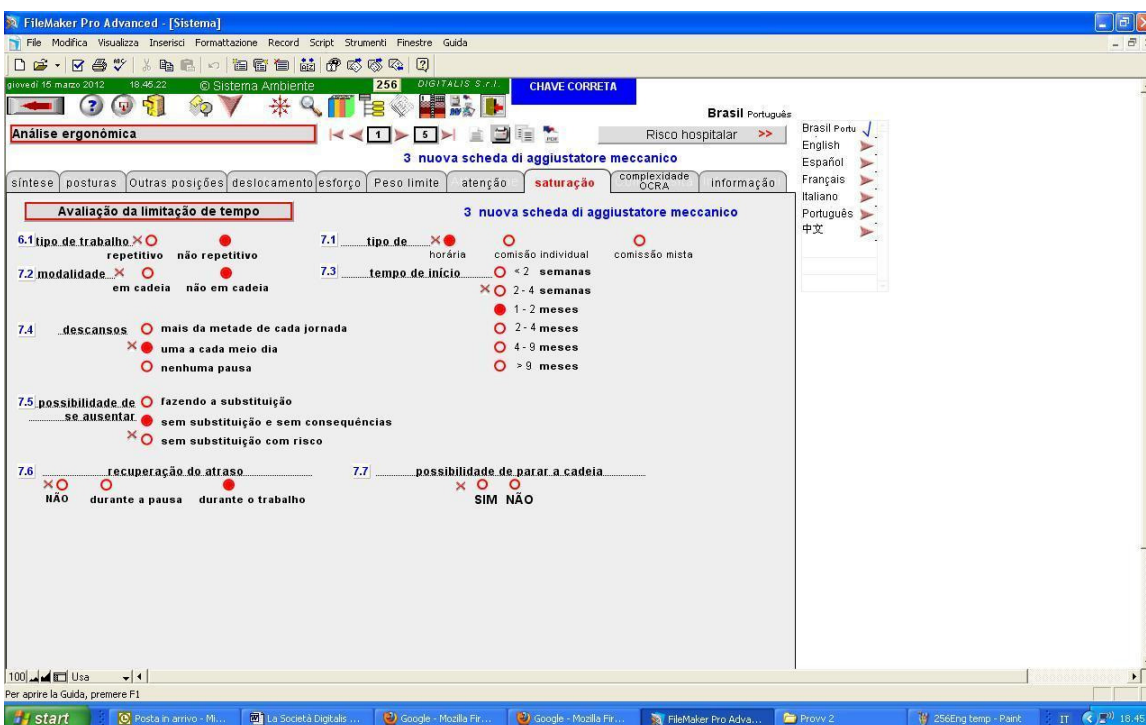 FileMaker Pro Advanced - [Sistema]
File Modifica Visualizza Inserisci Formattazione Record Script Strumenti Finestre Guida
giovedì 15 marzo 2012 18.45.22 © Sistema Ambiente 256 DIGITALIS S.r.l. CHAVE CORRETA
Brasil Português
Análise ergonômica 1 5 PDF Risco hospitalar >>
3 nuova scheda di aggiustatore meccanico
síntese posturas Outras posições deslocamento esforço Peso limite atenção saturação complexidade OCRA informação
Brasil Portu
English
Español
Français
Italiano
Português
中文
Avaliação da limitação de tempo 3 nuova scheda di aggiustatore meccanico
6.1 tipo de trabalho
repetitivo não repetitivo
7.1 tipo de
horária comisão individual comissão mista
7.2 modalidade
em cadeia não em cadeia
7.3 tempo de início
< 2 semanas
2 - 4 semanas
1 - 2 meses
2 - 4 meses
4 - 9 meses
> 9 meses
7.4 descansos
mais da metade de cada jornada
uma a cada meio dia
nenhuma pausa
7.5 possibilidade de
se ausentar
fazendo a substituição
sem substituição e sem consequências
sem substituição com risco
7.6 recuperação do atraso
NÃO durante a pausa durante o trabalho
7.7 possibilidade de parar a cadeia
SIM NÃO
100 Usa
Per aprire la Guida, premere F1
start Posta in arrivo - Mi... La Società Digitalis ... Google - Mozilla Fir... Google - Mozilla Fir... FileMaker Pro Adva... Provv 2 256Eng temp - Paint IT 18.45